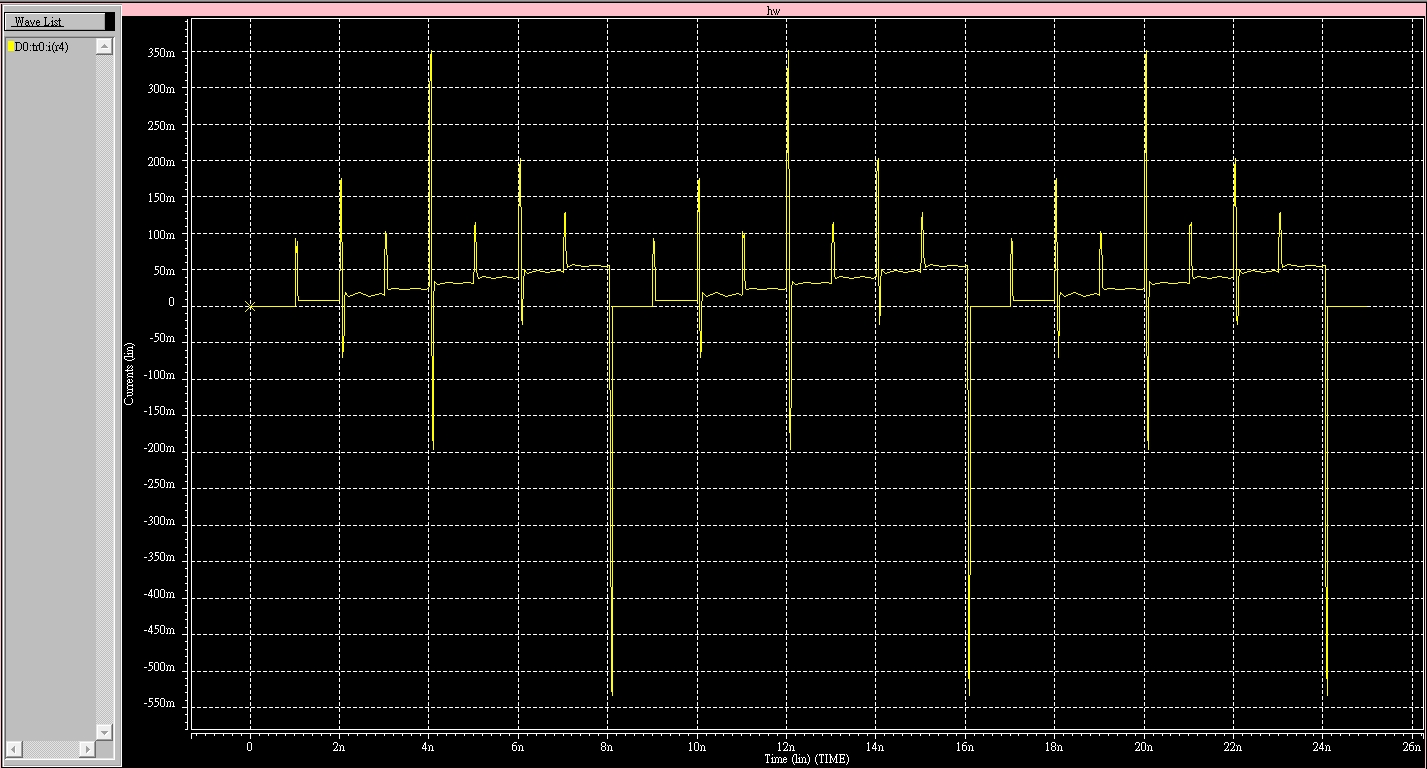 hw
Wave List
D0:tr0:i(r4)
350m
300m
250m
200m
150m
100m
50m
0
-50m
-100m
-150m
-200m
-250m
-300m
-350m
-400m
-450m
-500m
-550m
Currents (lin)
0 2n 4n 6n 8n 10n 12n 14n 16n 18n 20n 22n 24n 26n
Time (lin) (TIME)